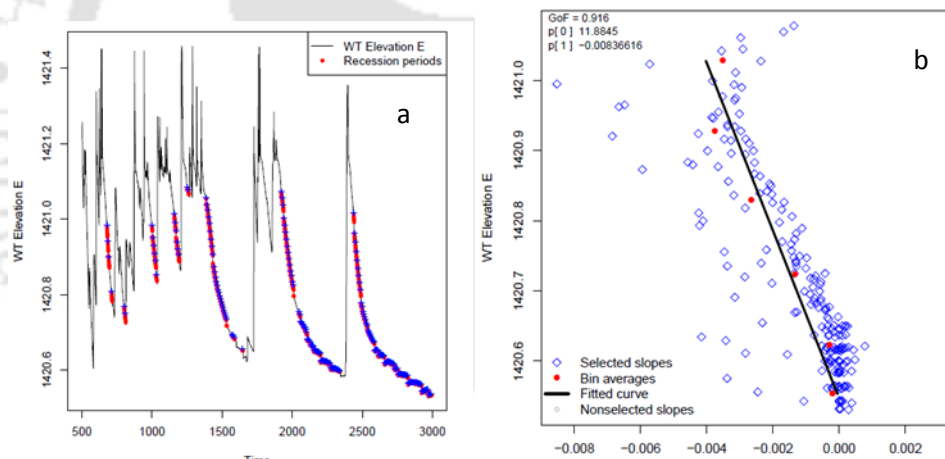 WT Elevation E
1421.4
1421.2
1421.0
1420.8
1420.6
500
1000
1500
2000
2500
3000
WT Elevation E
Recession periods
a
Time
GoF = 0.916
p[ 0 ] 11.8845
p[ 1 ] −0.00836616
b
WT Elevation E
1421.0
1420.9
1420.8
1420.7
1420.6
Selected slopes
Bin averages
Fitted curve
Nonselected slopes
−0.008
−0.006
−0.004
−0.002
0.000
0.002